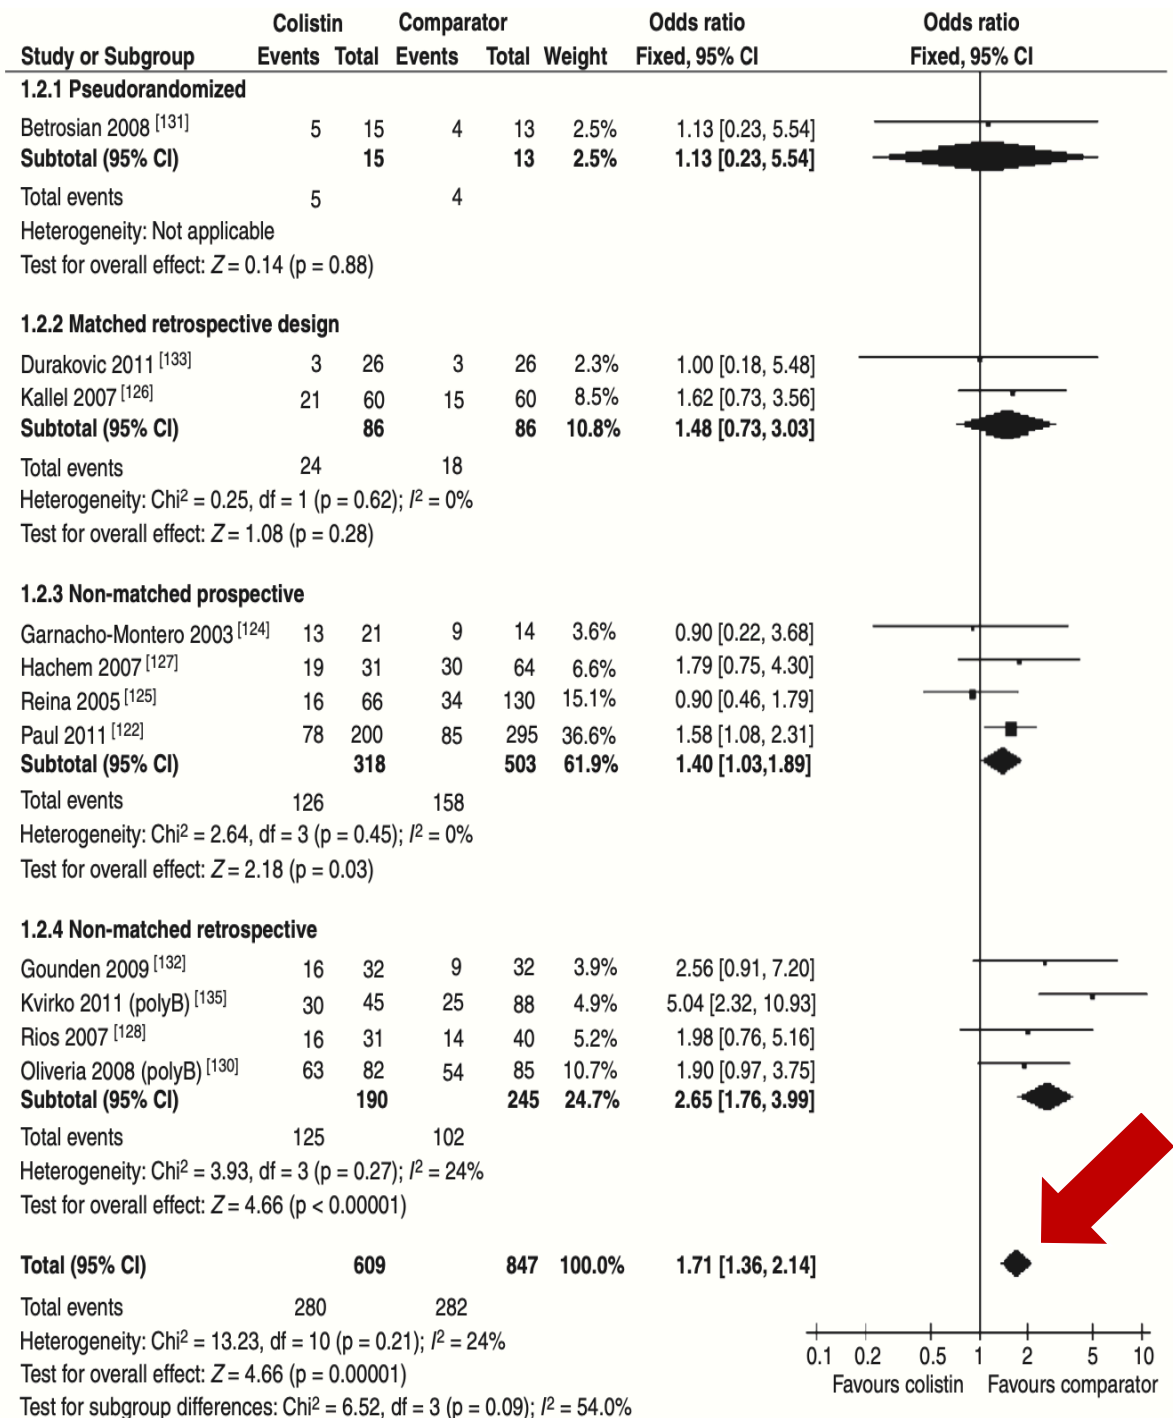 Colistin Comparator Odds ratio Odds ratio
Study or Subgroup Events Total Events Total Weight Fixed, 95% CI Fixed, 95% CI
1.2.1 Pseudorandomized
Betrosian 2008 [131] 5 15 4 13 2.5% 1.13 [0.23, 5.54]
Subtotal (95% CI) 15 13 2.5% 1.13 [0.23, 5.54]
Total events 5 4
Heterogeneity: Not applicable
Test for overall effect: Z = 0.14 (p = 0.88)
1.2.2 Matched retrospective design
Durakovic 2011 [133] 3 26 3 26 2.3% 1.00 [0.18, 5.48]
Kallel 2007 [126] 21 60 15 60 8.5% 1.62 [0.73, 3.56]
Subtotal (95% CI) 86 86 10.8% 1.48 [0.73, 3.03]
Total events 24 18
Heterogeneity: Chi² = 0.25, df = 1 (p = 0.62); I² = 0%
Test for overall effect: Z = 1.08 (p = 0.28)
1.2.3 Non-matched prospective
Garnacho-Montero 2003 [124] 13 21 9 14 3.6% 0.90 [0.22, 3.68]
Hachem 2007 [127] 19 31 30 64 6.6% 1.79 [0.75, 4.30]
Reina 2005 [125] 16 66 34 130 15.1% 0.90 [0.46, 1.79]
Paul 2011 [122] 78 200 85 295 36.6% 1.58 [1.08, 2.31]
Subtotal (95% CI) 318 503 61.9% 1.40 [1.03,1.89]
Total events 126 158
Heterogeneity: Chi² = 2.64, df = 3 (p = 0.45); I² = 0%
Test for overall effect: Z = 2.18 (p = 0.03)
1.2.4 Non-matched retrospective
Gounden 2009 [132] 16 32 9 32 3.9% 2.56 [0.91, 7.20]
Kvirko 2011 (polyB) [135] 30 45 25 88 4.9% 5.04 [2.32, 10.93]
Rios 2007 [128] 16 31 14 40 5.2% 1.98 [0.76, 5.16]
Oliveria 2008 (polyB) [130] 63 82 54 85 10.7% 1.90 [0.97, 3.75]
Subtotal (95% CI) 190 245 24.7% 2.65 [1.76, 3.99]
Total events 125 102
Heterogeneity: Chi² = 3.93, df = 3 (p = 0.27); I² = 24%
Test for overall effect: Z = 4.66 (p < 0.00001)
Total (95% CI) 609 847 100.0% 1.71 [1.36, 2.14]
Total events 280 282
Heterogeneity: Chi² = 13.23, df = 10 (p = 0.21); I² = 24%
Test for overall effect: Z = 4.66 (p = 0.00001)
Test for subgroup differences: Chi² = 6.52, df = 3 (p = 0.09); I² = 54.0%
0.1 0.2 0.5 1 2 5 10
Favours colistin Favours comparator